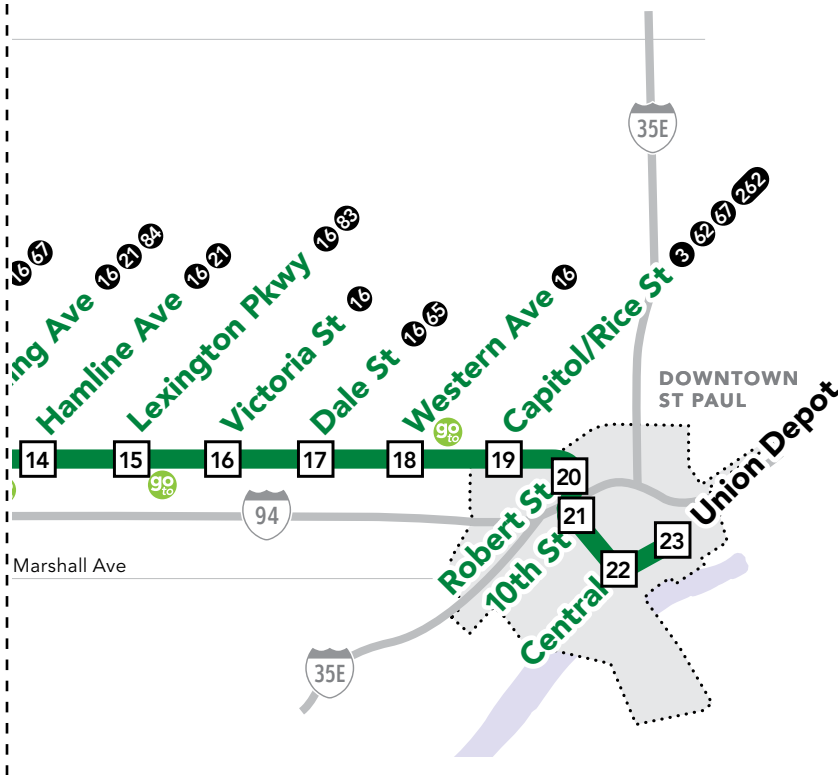 35E
16 67
16 21 84
Hamline Ave 16 21
Lexington Pkwy 16 83
Victoria St 16
Dale St 16 65
Western Ave 16
Capitol/Rice St 3 62 67 262
ing Ave
DOWNTOWN
ST PAUL
go
to
14
15
16
17
18
19
20
go
to
94
Robert St
21
10th St
22
23
Union Depot
Central
Marshall Ave
35E